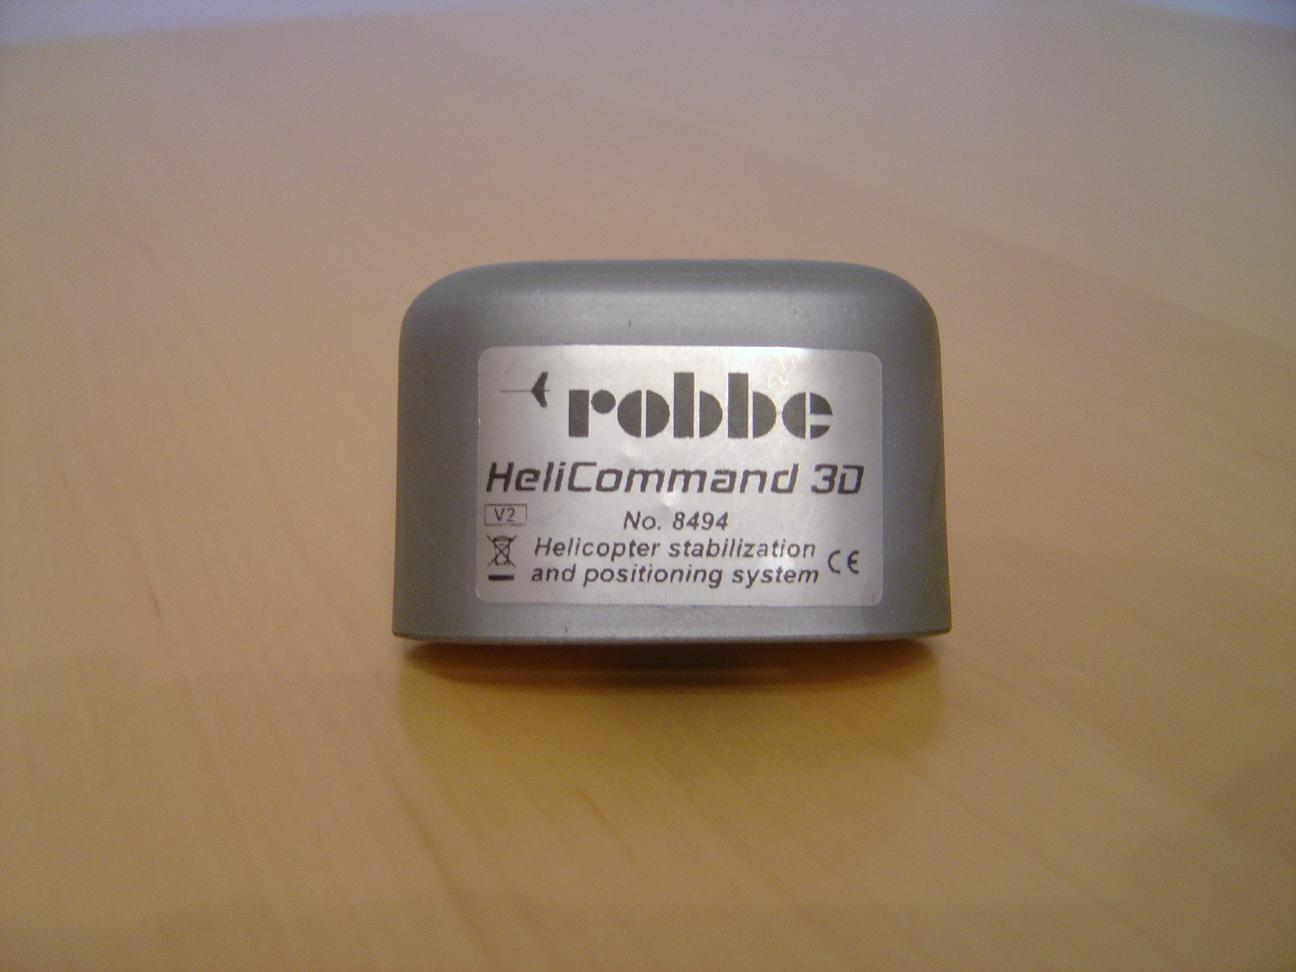 robbe
HeliCommand 3D
V2
No. 8494
Helicopter stabilization
and positioning system
CE